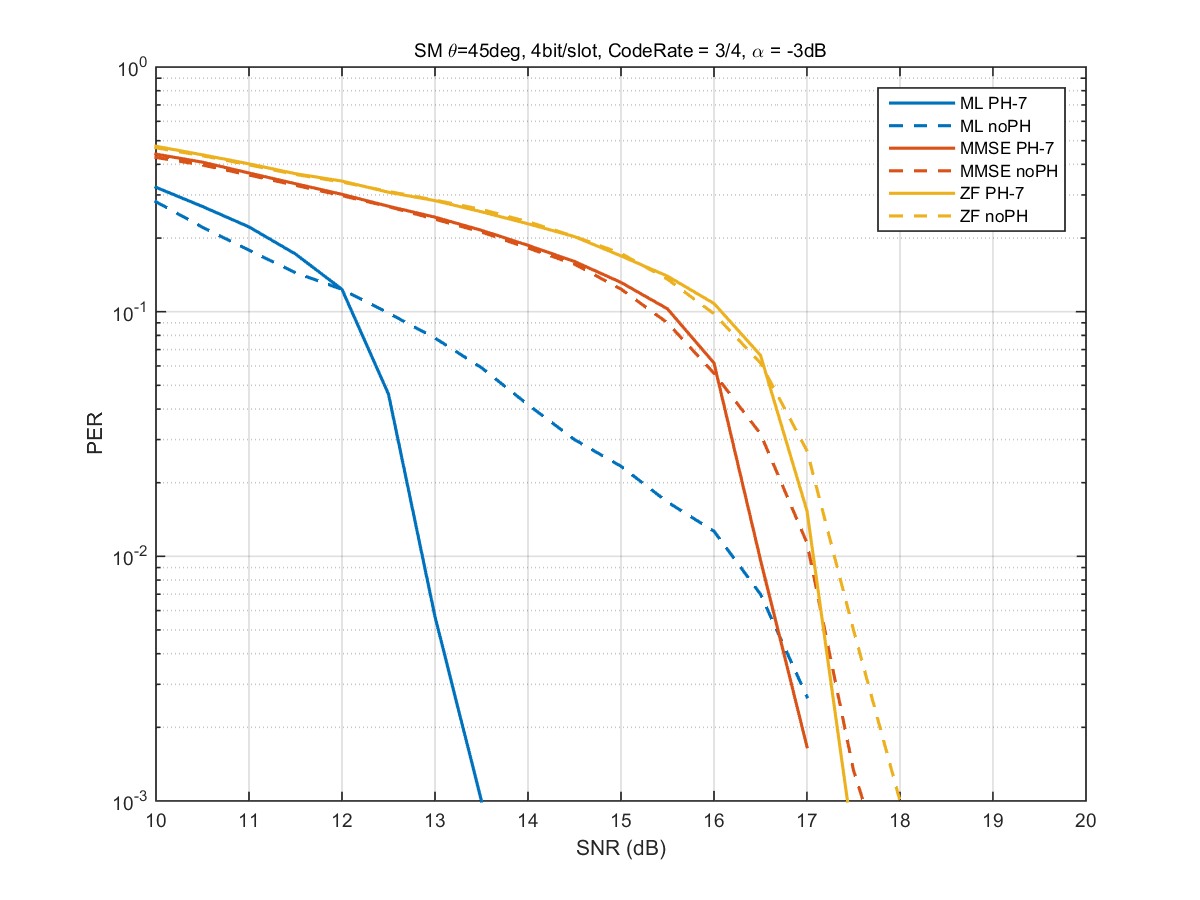 SM θ=45deg, 4bit/slot, CodeRate = 3/4, α = -3dB
10^0
10^-1
10^-2
10^-3
PER
ML PH-7
ML noPH
MMSE PH-7
MMSE noPH
ZF PH-7
ZF noPH
10 11 12 13 14 15 16 17 18 19 20
SNR (dB)